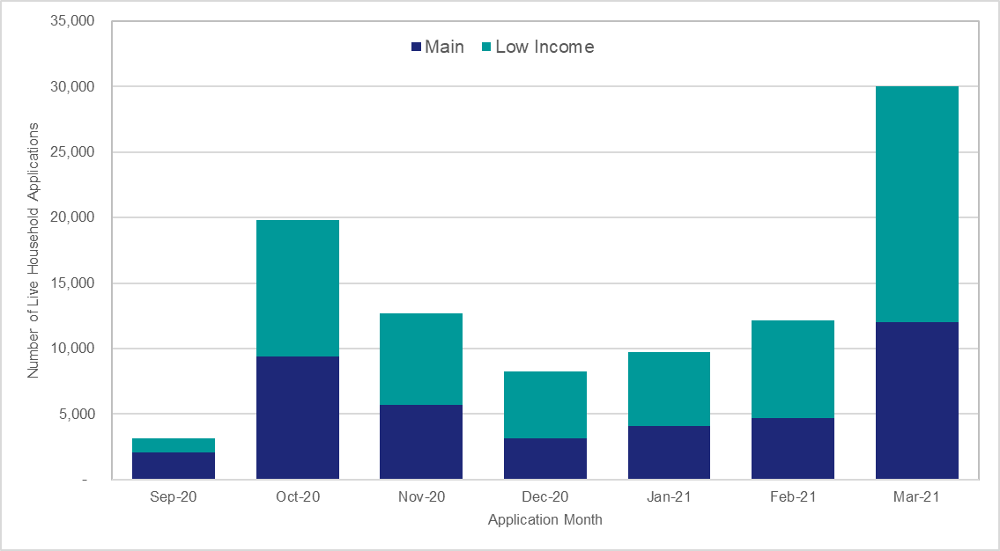 35,000
30,000
25,000
20,000
15,000
10,000
5,000
-
Number of Live Household Applications
Main Low Income
Sep-20 Oct-20 Nov-20 Dec-20 Jan-21 Feb-21 Mar-21
Application Month